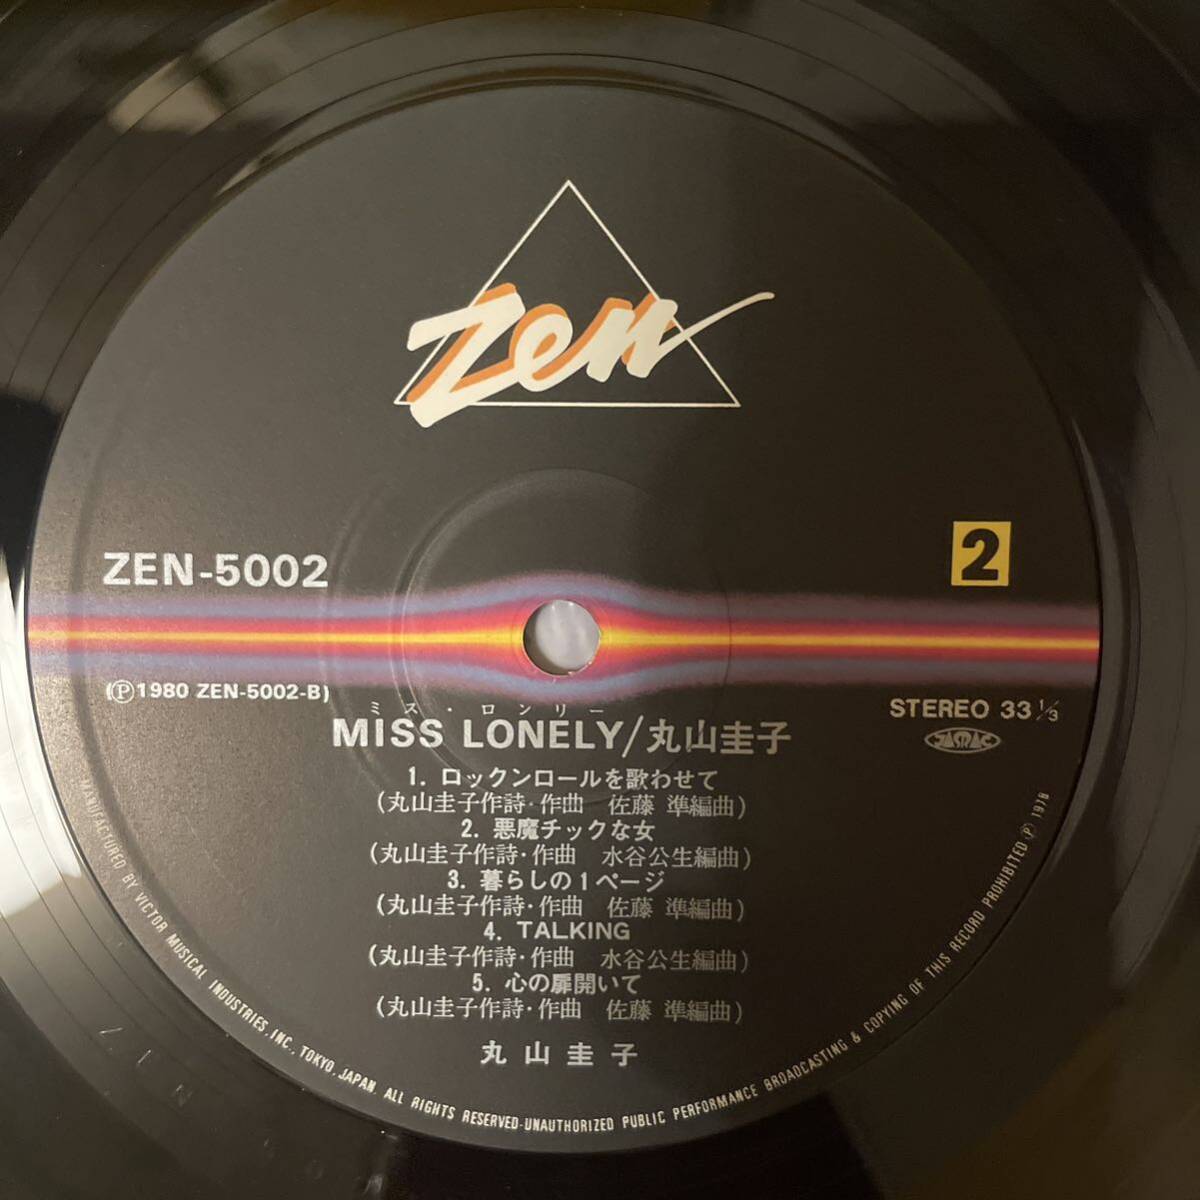 Zen
ZEN-5002
2
(Ⓟ1980 ZEN-5002-B)
STEREO 33 1/3
JASRAC
ミス・ロンリー
MISS LONELY/丸山圭子
1. ロックンロールを歌わせて
(丸山圭子作詩・作曲 佐藤 準編曲)
2. 悪魔チックな女
(丸山圭子作詩・作曲 水谷公生編曲)
3. 暮らしの1ページ
(丸山圭子作詩・作曲 佐藤 準編曲)
4. TALKING
(丸山圭子作詩・作曲 水谷公生編曲)
5. 心の扉開いて
(丸山圭子作詩・作曲 佐藤 準編曲)
丸山圭子
MANUFACTURED BY VICTOR MUSICAL INDUSTRIES, INC., TOKYO, JAPAN. ALL RIGHTS RESERVED-UNAUTHORIZED PUBLIC PERFORMANCE BROADCASTING & COPYING OF THIS RECORD PROHIBITED Ⓟ 1978